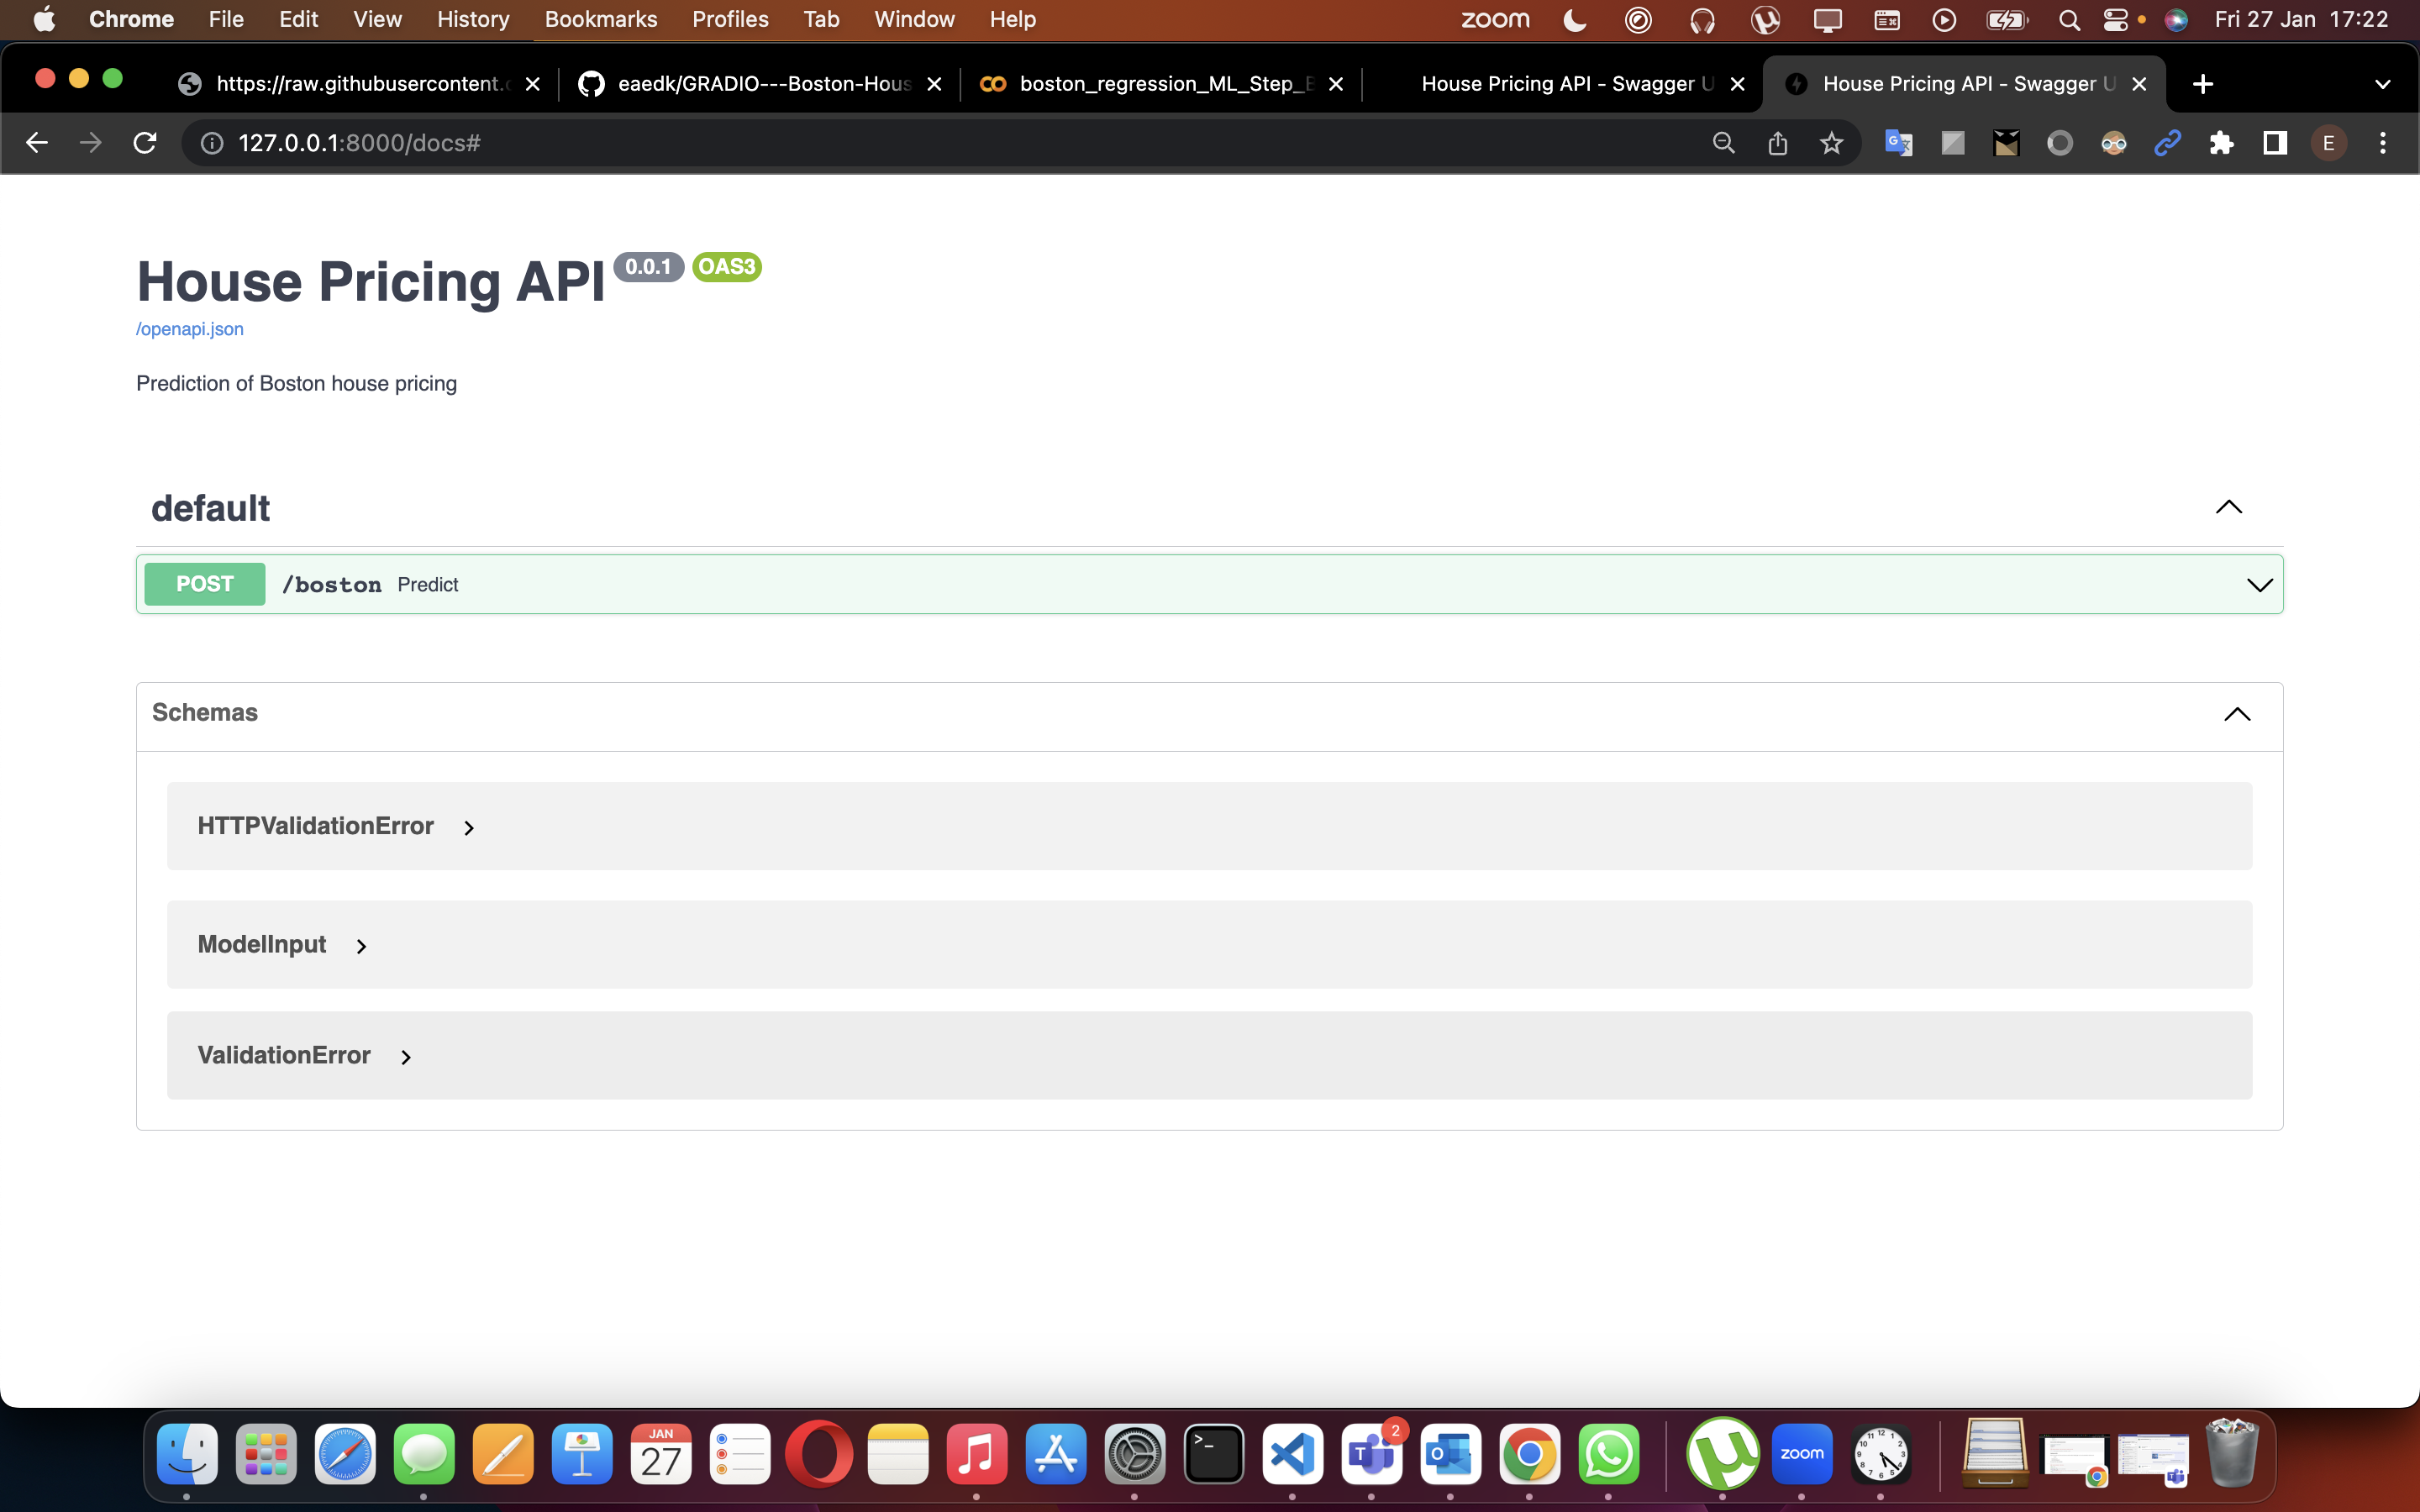 Chrome File Edit View History Bookmarks Profiles Tab Window Help zoom Fri 27 Jan 17:22
https://raw.githubusercontent. eaedk/GRADIO---Boston-Hous boston_regression_ML_Step_ House Pricing API - Swagger U House Pricing API - Swagger U
127.0.0.1:8000/docs# E
House Pricing API 0.0.1 OAS3
/openapi.json
Prediction of Boston house pricing
default
POST /boston Predict
Schemas
HTTPValidationError
ModelInput
ValidationError
JAN 2
27 zoom